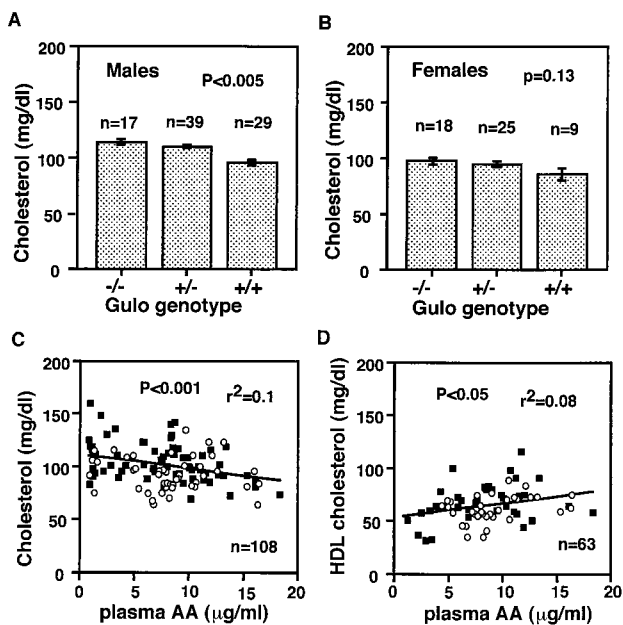 A
200
150
100
50
0
Cholesterol (mg/dl)
Males
P<0.005
n=17 n=39 n=29
-/- +/- +/+
Gulo genotype
B
200
150
100
50
0
Cholesterol (mg/dl)
Females
p=0.13
n=18 n=25 n=9
-/- +/- +/+
Gulo genotype
C
200
150
100
50
0
Cholesterol (mg/dl)
P<0.001 r²=0.1
n=108
0 5 10 15 20
plasma AA (μg/ml)
D
200
150
100
50
0
HDL cholesterol (mg/dl)
P<0.05 r²=0.08
n=63
0 5 10 15 20
plasma AA (μg/ml)